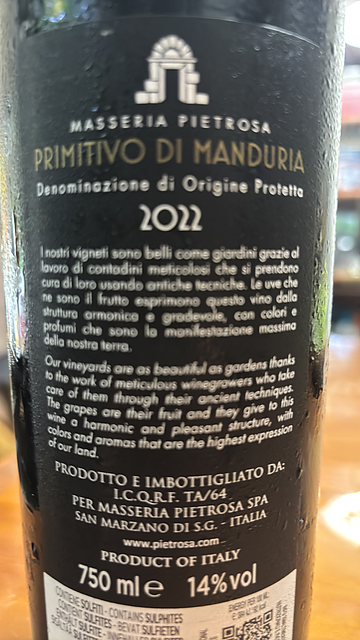 MASSERIA PIETROSA
PRIMITIVO DI MANDURIA
Denominazione di Origine Protetta
2022
I nostri vigneti sono belli come giardini grazie al
lavoro di contadini meticolosi che si prendono
cura di loro usando antiche tecniche. Le uve che
ne sono il frutto esprimono questo vino dalla
struttura armonica e gradevole, con colori e
profumi che sono la manifestazione massima
della nostra terra.
Our vineyards are as beautiful as gardens thanks
to the work of meticulous winegrowers who take
care of them through their ancient techniques.
The grapes are their fruit and they give to this
wine a harmonic and pleasant structure, with
colors and aromas that are the highest expression
of our land.
PRODOTTO E IMBOTTIGLIATO DA:
I.C.Q.R.F. TA/64
PER MASSERIA PIETROSA SPA
SAN MARZANO DI S.G. - ITALIA
www.pietrosa.com
PRODUCT OF ITALY
750 ml e 14% vol
CONTIENE SOLFITI - CONTAINS SULPHITES
SULFITES - BEVAT SULFIETEN
ENERGY PER 100 ML